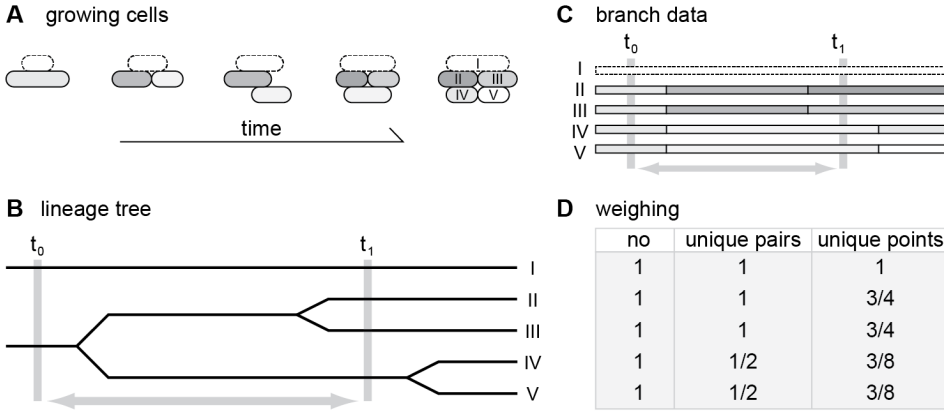 A growing cells
I
II III
IV V
time
B lineage tree
t0 t1
I
II
III
IV
V
C branch data
t0 t1
I
II
III
IV
V
D weighing
no unique pairs unique points
1 1 1
1 1 3/4
1 1 3/4
1 1/2 3/8
1 1/2 3/8